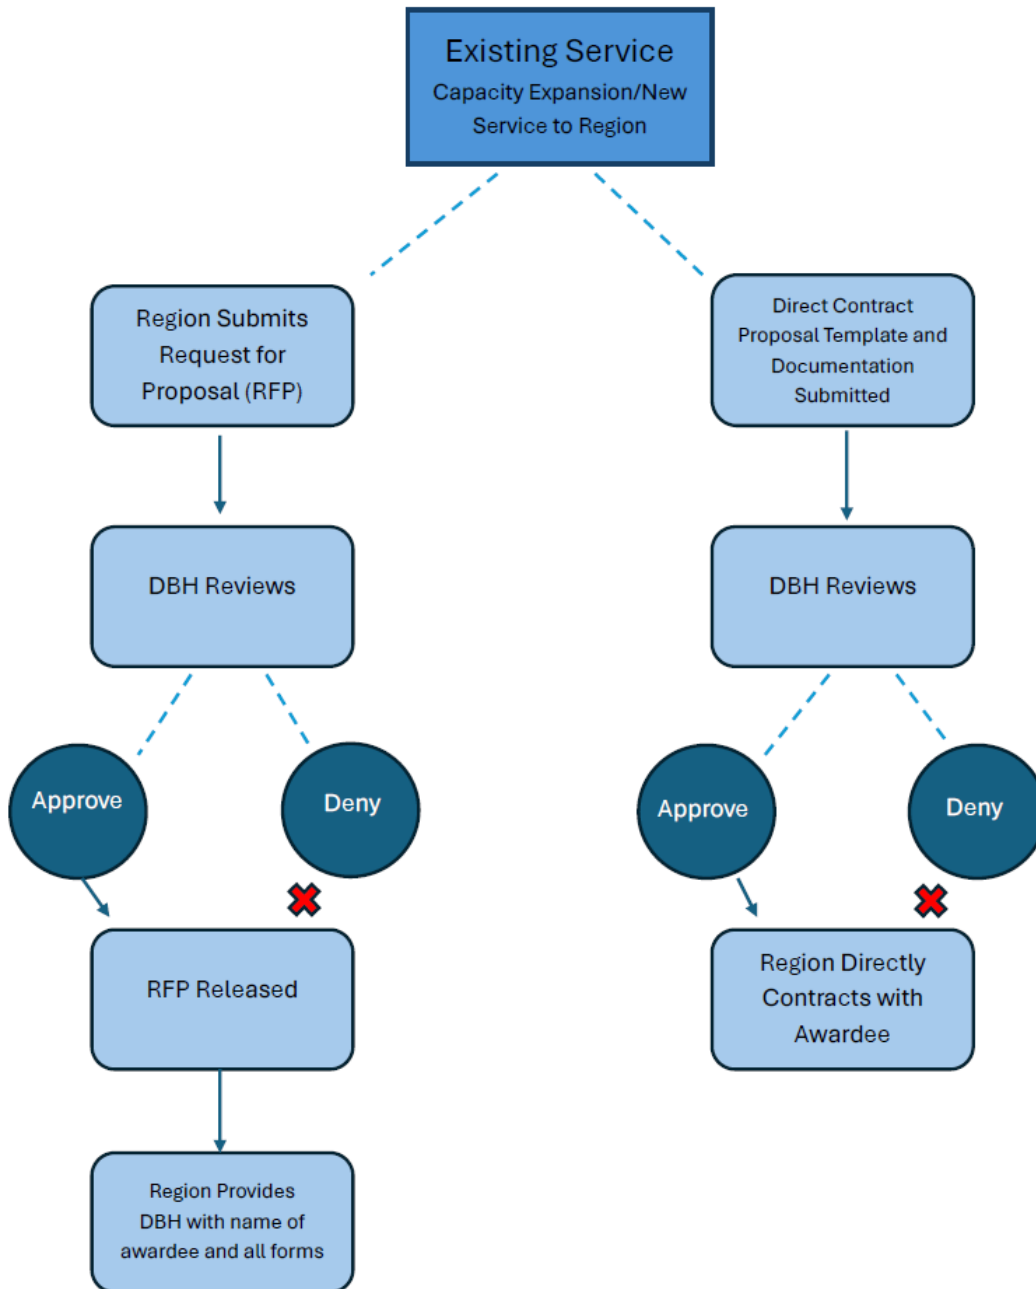 Existing Service
Capacity Expansion/New
Service to Region
Region Submits
Request for
Proposal (RFP)
Direct Contract
Proposal Template and
Documentation
Submitted
DBH Reviews
DBH Reviews
Approve
Deny
Approve
Deny
RFP Released
Region Directly
Contracts with
Awardee
Region Provides
DBH with name of
awardee and all forms